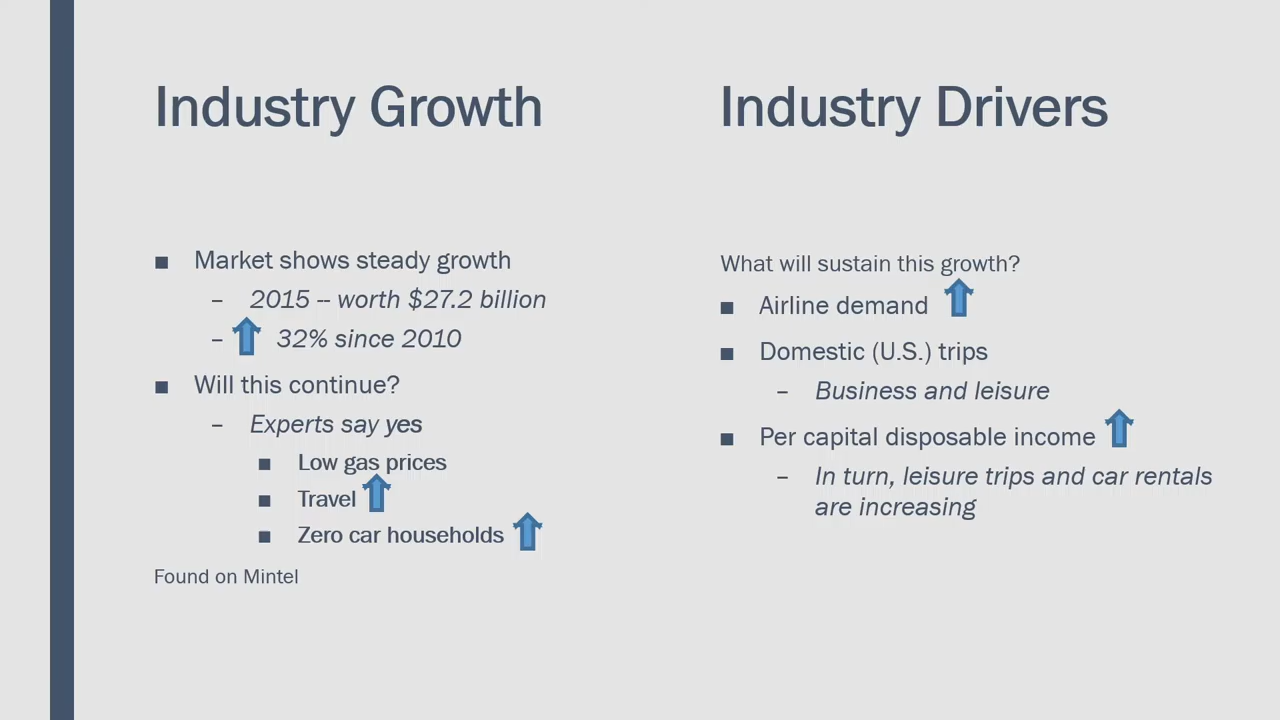 Industry Growth
■ Market shows steady growth
– 2015 -- worth $27.2 billion
– 32% since 2010
■ Will this continue?
– Experts say yes
■ Low gas prices
■ Travel
■ Zero car households
Found on Mintel
Industry Drivers
What will sustain this growth?
■ Airline demand
■ Domestic (U.S.) trips
– Business and leisure
■ Per capital disposable income
– In turn, leisure trips and car rentals
are increasing